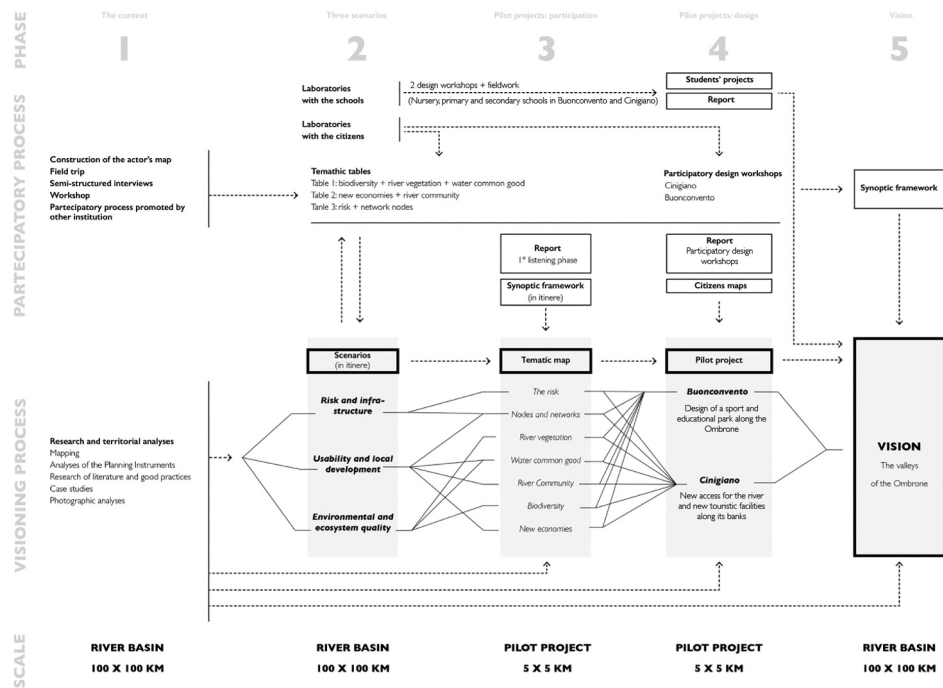 PHASE
The context
1
Three scenarios
2
Pilot projects: participation
3
Pilot projects: design
4
Vision
5
PARTECIPATORY PROCESS
Construction of the actor's map
Field trip
Semi-structured interviews
Workshop
Partecipatory process promoted by
other institution
Laboratories
with the schools
2 design workshops + fieldwork
(Nursery, primary and secondary schools in Buonconvento and Cinigiano)
Students' projects
Report
Laboratories
with the citizens
Temathic tables
Table 1: biodiversity + river vegetation + water common good
Table 2: new economies + river community
Tanle 3: risk + network nodes
Participatory design workshops
Cinigiano
Buonconvento
Synoptic framework
Report
1° listening phase
Synoptic framework
(in itinere)
Report
Participatory design
workshops
Citizens maps
VISIONING PROCESS
Research and territorial analyses
Mapping
Analyses of the Planning Instruments
Research of literature and good practices
Case studies
Photographic analyses
Scenarios
(in itinere)
Risk and infra-
structure
Usability and local
development
Environmental and
ecosystem quality
Tematic map
The risk
Nodes and networks
River vegetation
Water common good
River Community
Biodiversity
New economies
Pilot project
Buonconvento
Design of a sport and
educational park along the
Ombrone
Cinigiano
New access for the river
and new touristic facilities
along its banks
VISION
The valleys
of the Ombrone
SCALE
RIVER BASIN
100 X 100 KM
RIVER BASIN
100 X 100 KM
PILOT PROJECT
5 X 5 KM
PILOT PROJECT
5 X 5 KM
RIVER BASIN
100 X 100 KM